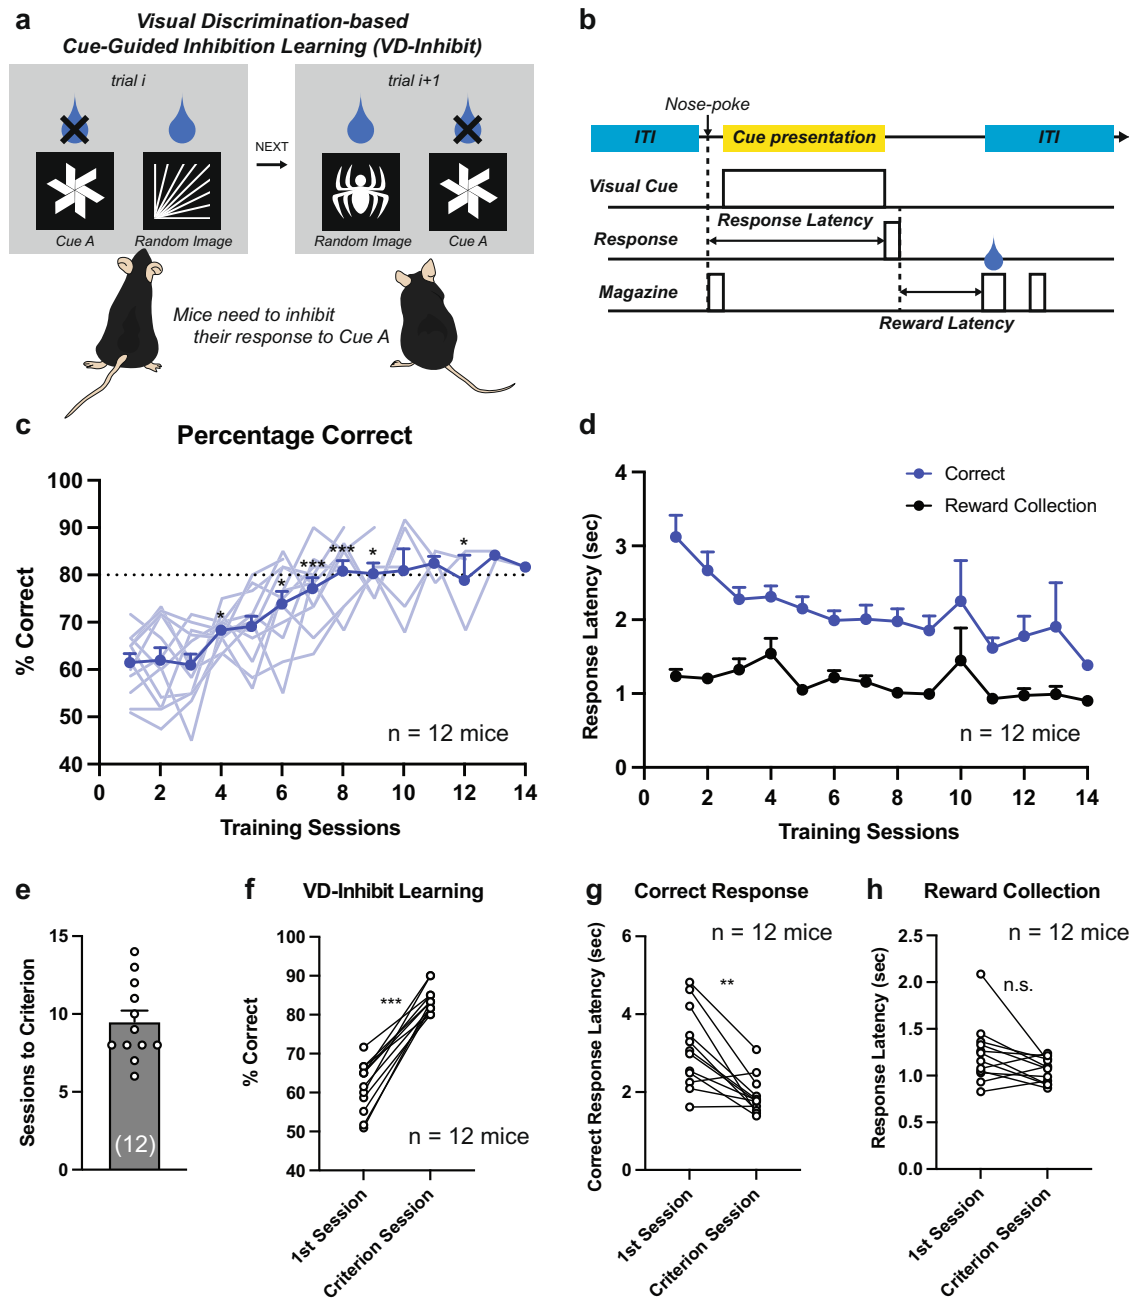 a
Visual Discrimination-based
Cue-Guided Inhibition Learning (VD-Inhibit)
trial i
trial i+1
NEXT
Cue A
Random Image
Random Image
Cue A
Mice need to inhibit
their response to Cue A
b
Nose-poke
ITI
Cue presentation
ITI
Visual Cue
Response Latency
Response
Magazine
Reward Latency
c
Percentage Correct
% Correct
100
90
80
70
60
50
40
*
*
***
***
*
*
n = 12 mice
0
2
4
6
8
10
12
14
Training Sessions
d
Response Latency (sec)
4
3
2
1
0
Correct
Reward Collection
n = 12 mice
0
2
4
6
8
10
12
14
Training Sessions
e
Sessions to Criterion
15
10
5
0
(12)
f
VD-Inhibit Learning
% Correct
100
90
80
70
60
50
40
***
n = 12 mice
1st Session
Criterion Session
g
Correct Response
n = 12 mice
Correct Response Latency (sec)
6
4
2
0
**
1st Session
Criterion Session
h
Reward Collection
n = 12 mice
Response Latency (sec)
2.5
2.0
1.5
1.0
0.5
0.0
n.s.
1st Session
Criterion Session